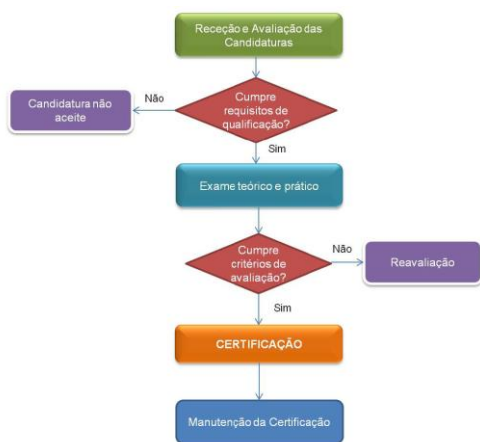 Receção e Avaliação das
Candidaturas
Não
Candidatura não
aceite
Cumpre
requisitos de
qualificação?
Sim
Exame teórico e prático
Cumpre
critérios de
avaliação?
Não
Reavaliação
Sim
CERTIFICAÇÃO
Manutenção da Certificação